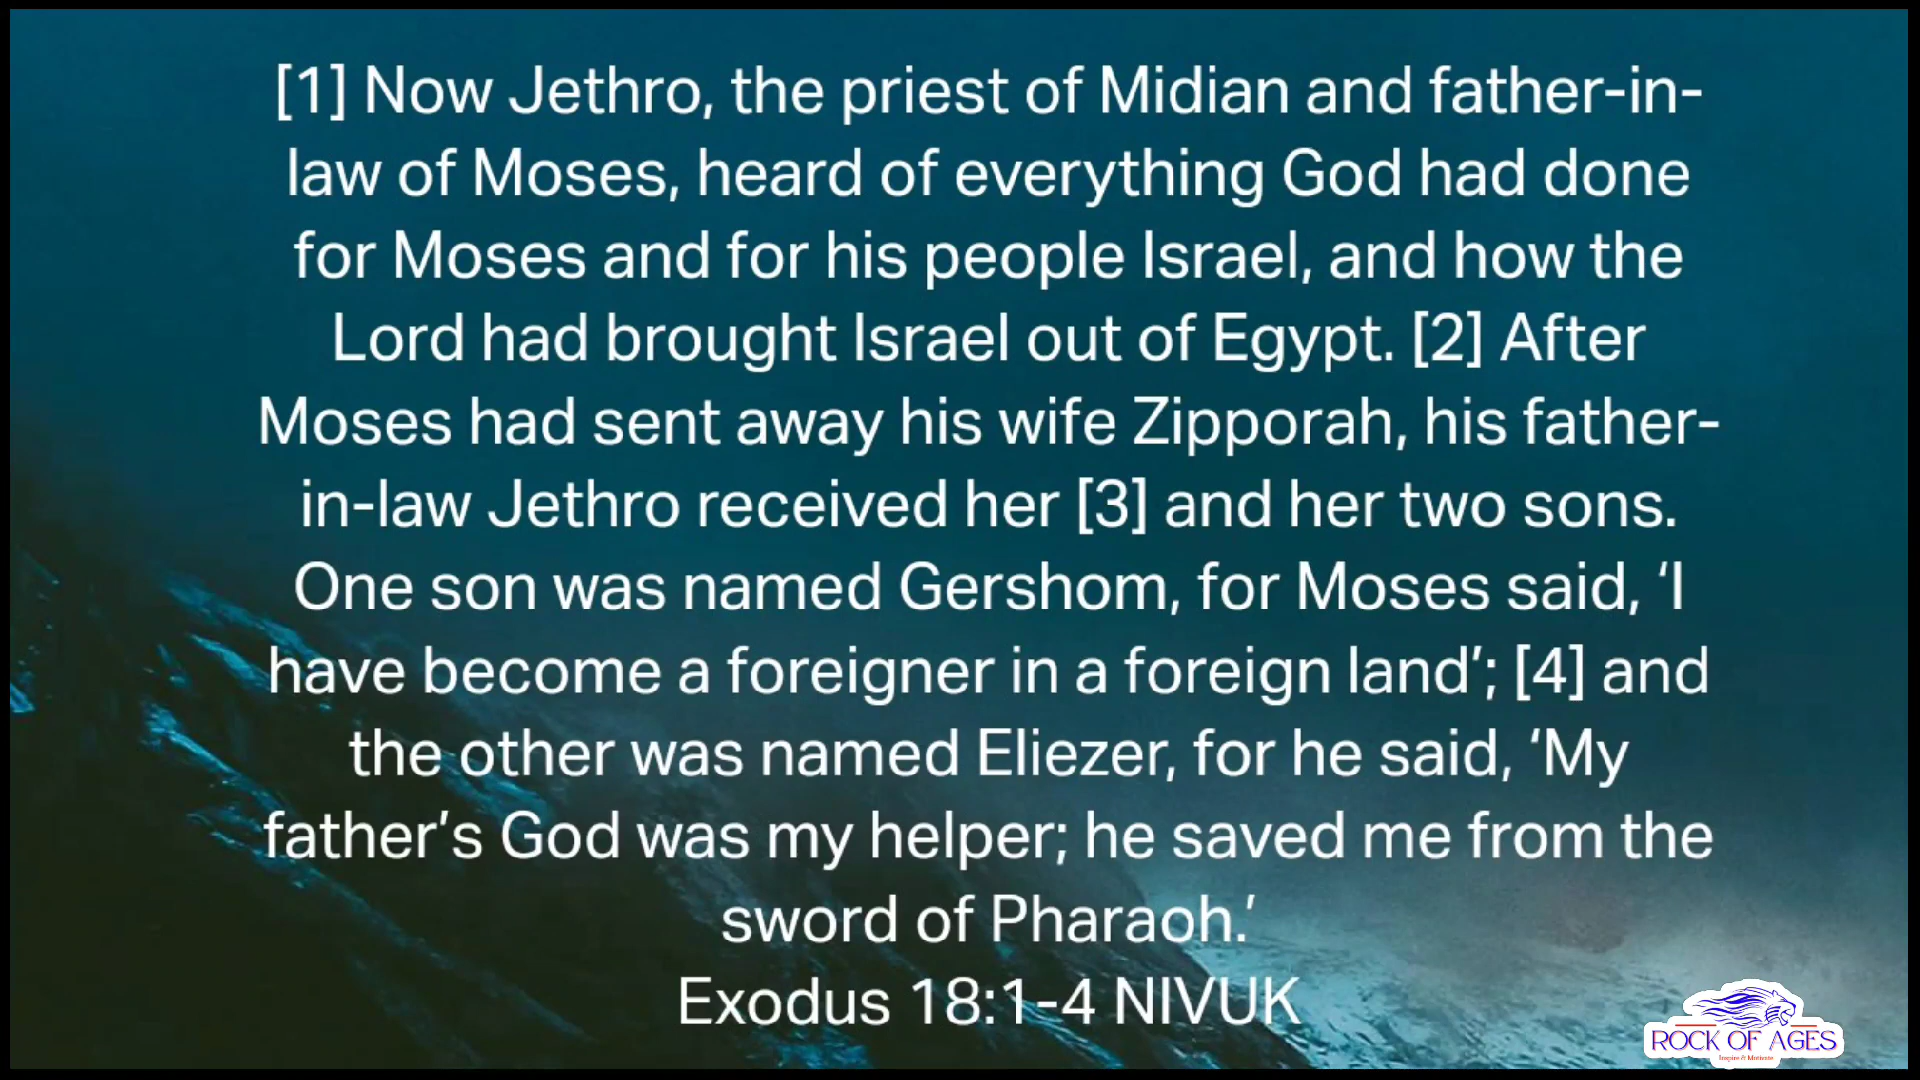 [1] Now Jethro, the priest of Midian and father-in-
law of Moses, heard of everything God had done
for Moses and for his people Israel, and how the
Lord had brought Israel out of Egypt. [2] After
Moses had sent away his wife Zipporah, his father-
in-law Jethro received her [3] and her two sons.
One son was named Gershom, for Moses said, ‘I
have become a foreigner in a foreign land’; [4] and
the other was named Eliezer, for he said, ‘My
father’s God was my helper; he saved me from the
sword of Pharaoh.’
Exodus 18:1-4 NIVUK
ROCK OF AGES
Inspire & Motivate